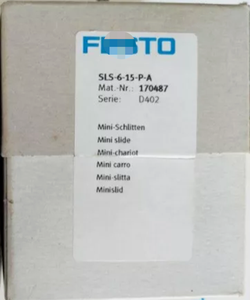 FESTO
SLS-6-15-P-A
Mat.-Nr.: 170487
Serie: D402
Mini-Schlitten
Mini slide
Mini-chariot
Mini carro
Mini-slitta
Minislid